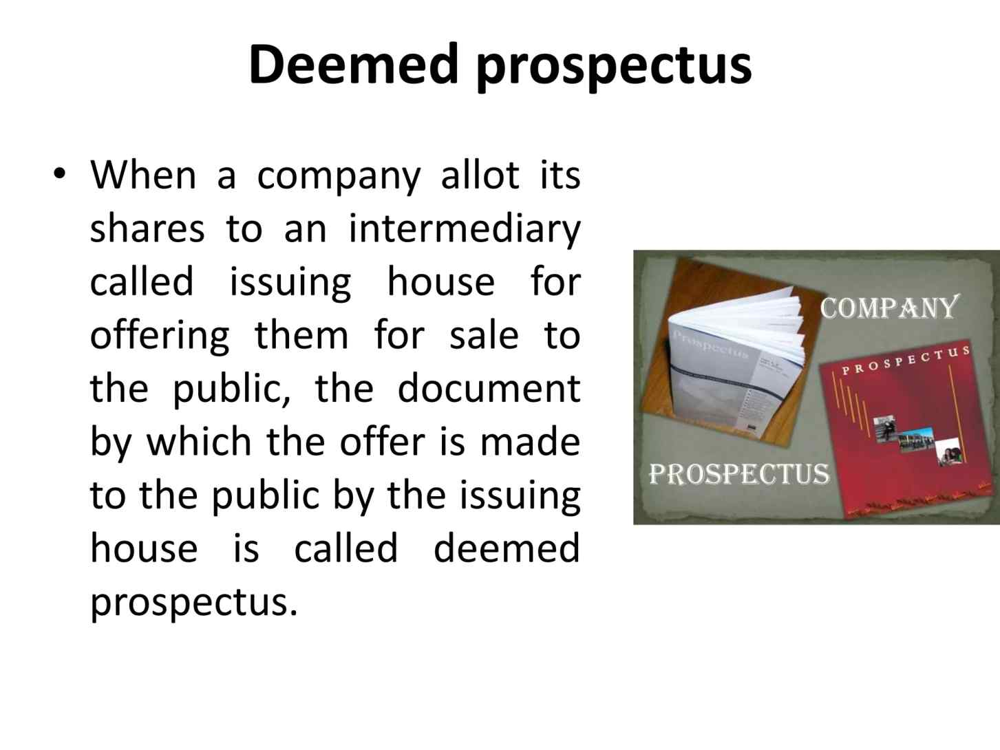 Deemed prospectus
• When a company allot its
shares to an intermediary
called issuing house for
offering them for sale to
the public, the document
by which the offer is made
to the public by the issuing
house is called deemed
prospectus.
COMPANY
Prospectus
PROSPECTUS
PROSPECTUS